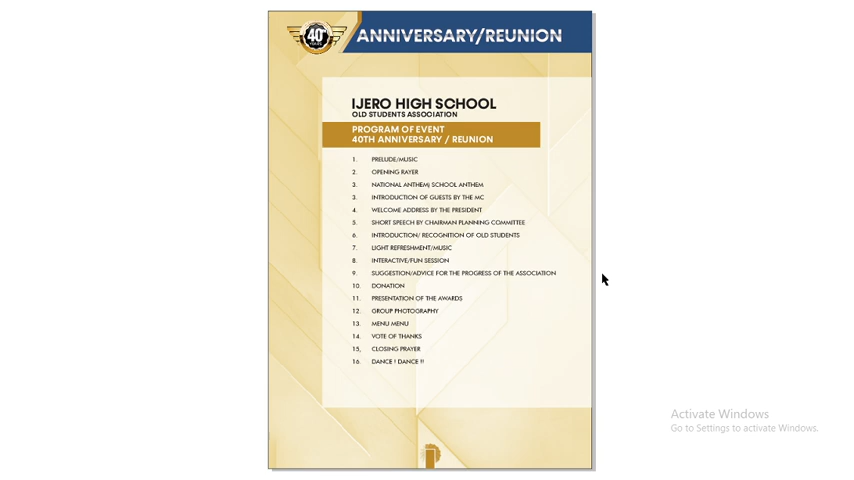 40
YEARS
ANNIVERSARY/REUNION
IJERO HIGH SCHOOL
OLD STUDENTS ASSOCIATION
PROGRAM OF EVENT
40TH ANNIVERSARY / REUNION
1. PRELUDE/MUSIC
2. OPENING RAYER
3. NATIONAL ANTHEM/ SCHOOL ANTHEM
3. INTRODUCTION OF GUESTS BY THE MC
4. WELCOME ADDRESS BY THE PRESIDENT
5. SHORT SPEECH BY CHAIRMAN PLANNING COMMITTEE
6. INTRODUCTION/ RECOGNITION OF OLD STUDENTS
7. LIGHT REFRESHMENT/MUSIC
8. INTERACTIVE/FUN SESSION
9. SUGGESTION/ADVICE FOR THE PROGRESS OF THE ASSOCIATION
10. DONATION
11. PRESENTATION OF THE AWARDS
12. GROUP PHOTOGRAPHY
13. MENU MENU
14. VOTE OF THANKS
15, CLOSING PRAYER
16. DANCE ! DANCE !!
Activate Windows
Go to Settings to activate Windows.